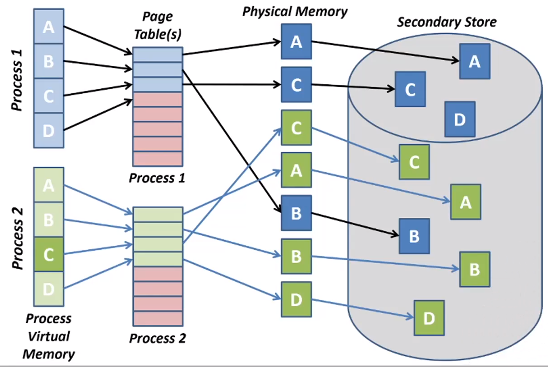 Page
Table(s)
Physical Memory
Secondary Store
Process 1
A
B
C
D
Process 1
A
C
C
A
B
B
D
A
C
D
C
A
B
B
D
Process 2
A
B
C
D
Process
Virtual
Memory
Process 2